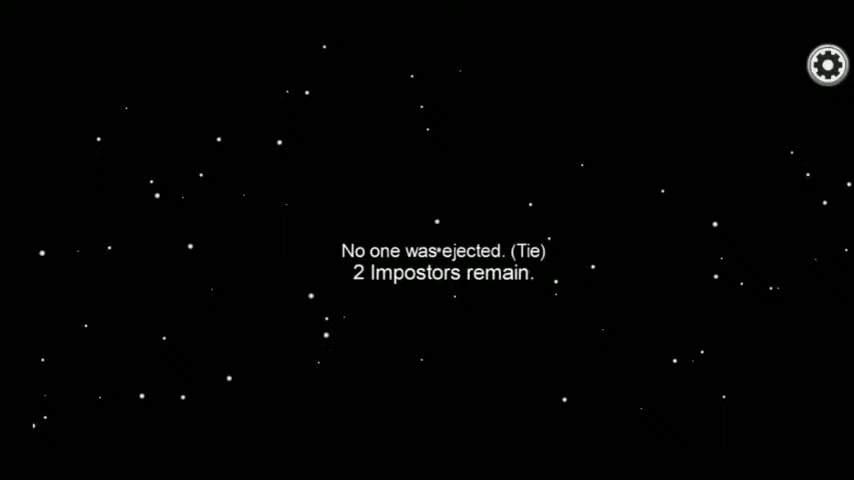 No one was ejected. (Tie)
2 Impostors remain.